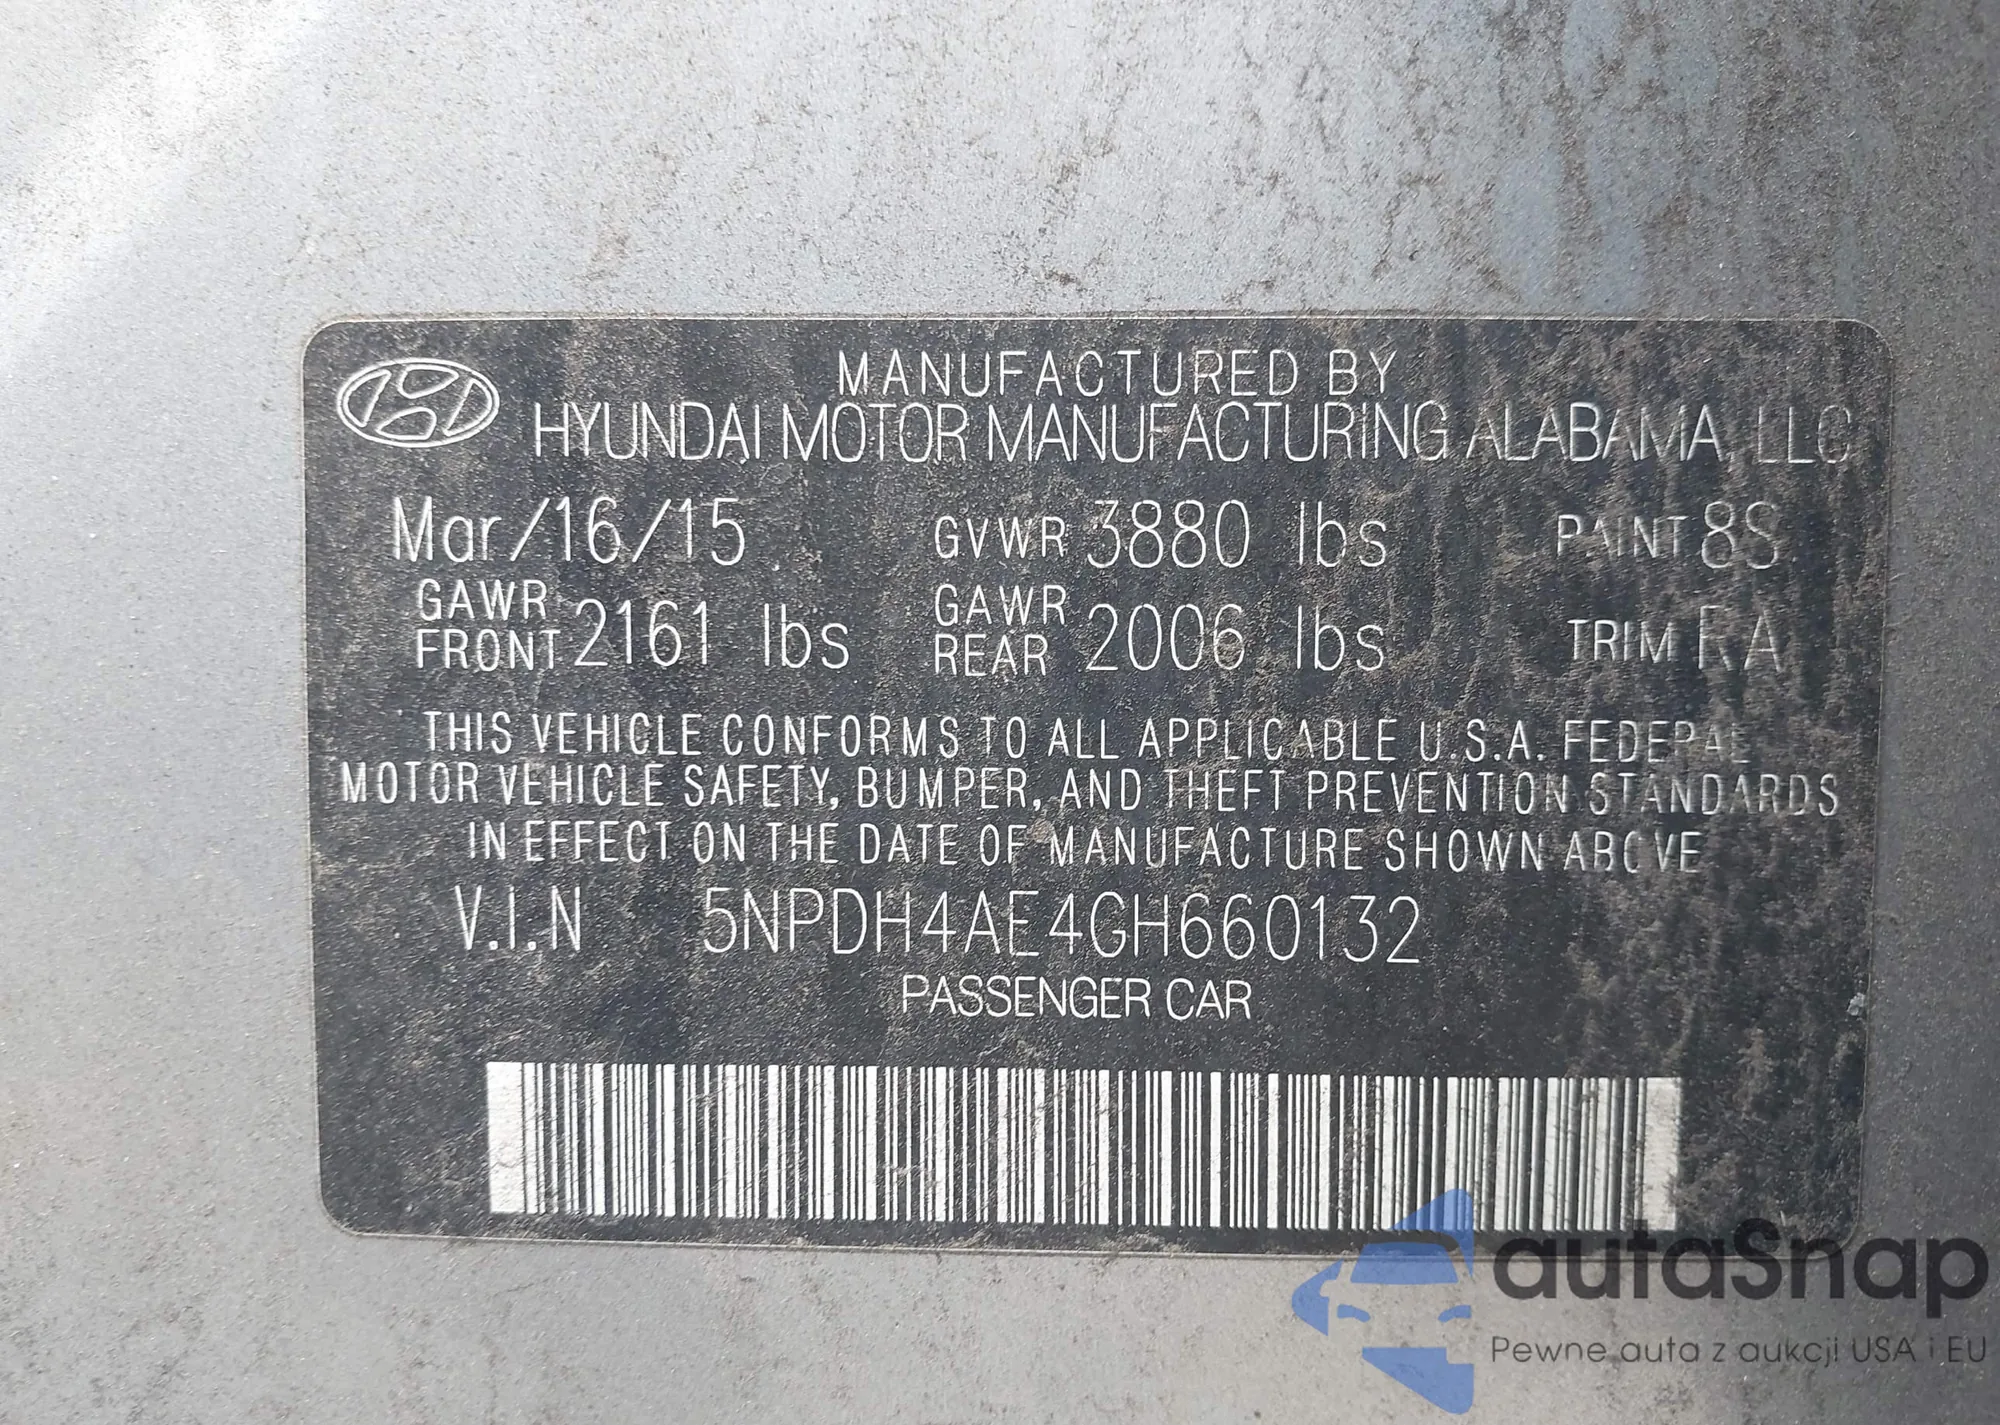 MANUFACTURED BY
HYUNDAI MOTOR MANUFACTURING ALABAMA, LLC
Mar/16/15 GVWR 3880 lbs PAINT 8S
GAWR FRONT 2161 lbs GAWR REAR 2006 lbs TRIM
THIS VEHICLE CONFORMS TO ALL APPLICABLE U.S.A. FEDERAL
MOTOR VEHICLE SAFETY, BUMPER, AND THEFT PREVENTION STANDARDS
IN EFFECT ON THE DATE OF MANUFACTURE SHOWN ABOVE
V.I.N 5NPDH4AE4GH660132
PASSENGER CAR
autaSnap
Pewne auta z aukcji USA i EU